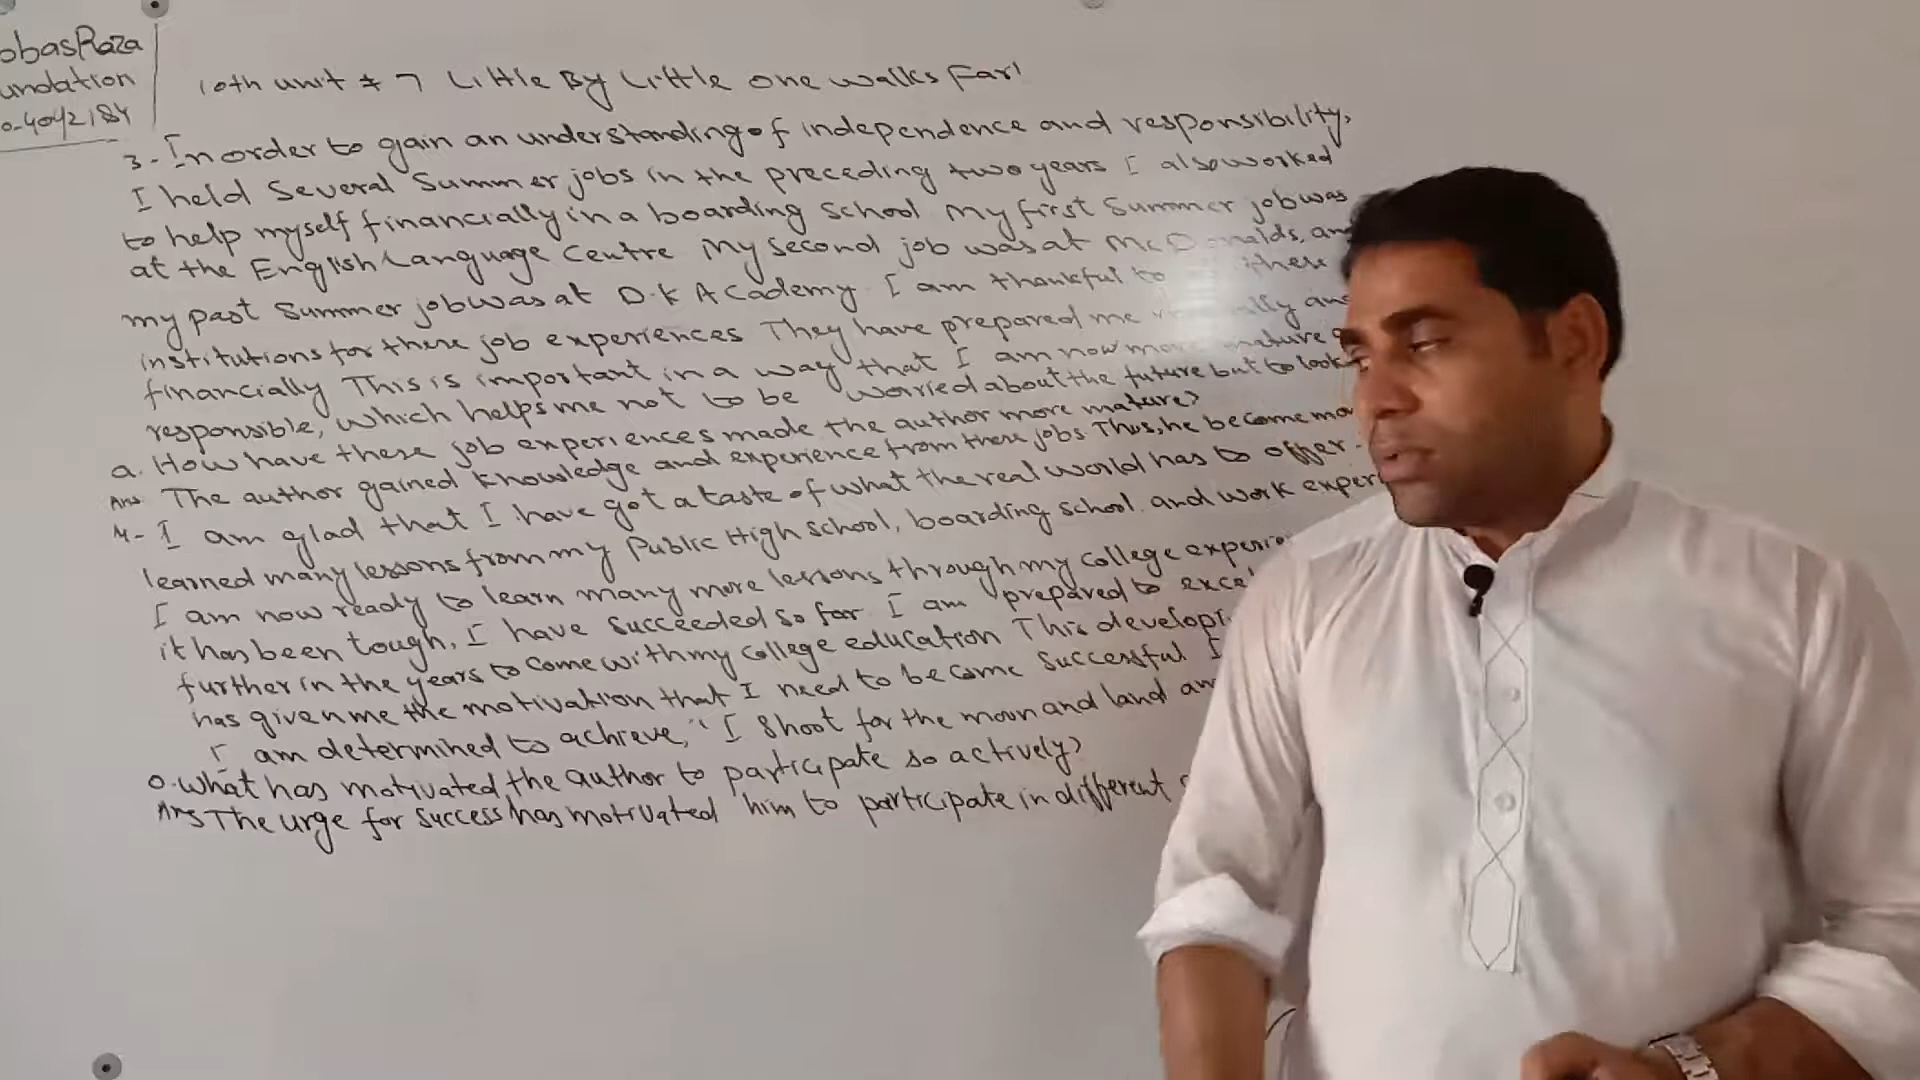 obasRaza
undation
0-4042184
10th unit # 7 Little By Little one walks Far!
3- In order to gain an understanding of independence and responsibility,
I held several Summer jobs in the preceding two years I also worked
to help myself financially in a boarding school My first Summer job was
at the English Language Centre My second job was at McDonalds, and
my past Summer job was at D.K Academy. I am thankful to these
institutions for these job experiences They have prepared me and
financially This is important in a way that I am now more mature
responsible, which helps me not to be worried about the future but to look
a. How have these job experiences made the author more mature?
Ans The author gained knowledge and experience from these jobs. Thus, he become
4- I am glad that I have got a taste of what the real world has to offer-
learned many lessons from my Public High school, boarding school. and work exper
I am now ready to learn many more lessons through my college experie
it has been tough, I have succeeded so far I am prepared to excel
further in the years to come with my college education This develop
has given me the motivation that I need to become successful I
I am determined to achieve, "I shoot for the moon and land
o. What has motivated the author to participate so actively?
Ans The urge for success has motivated him to participate in different